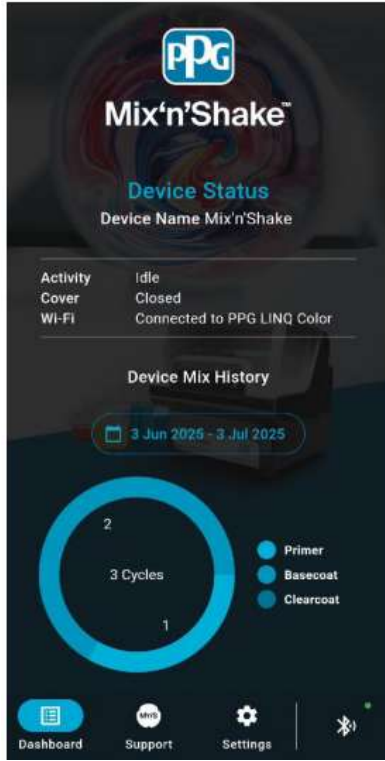 PPG
Mix'n'Shake™
Device Status
Device Name Mix'n'Shake
Activity Idle
Cover Closed
Wi-Fi Connected to PPG LINQ Color
Device Mix History
3 Jun 2025 - 3 Jul 2025
2
3 Cycles
1
Primer
Basecoat
Clearcoat
MNS
Dashboard Support Settings